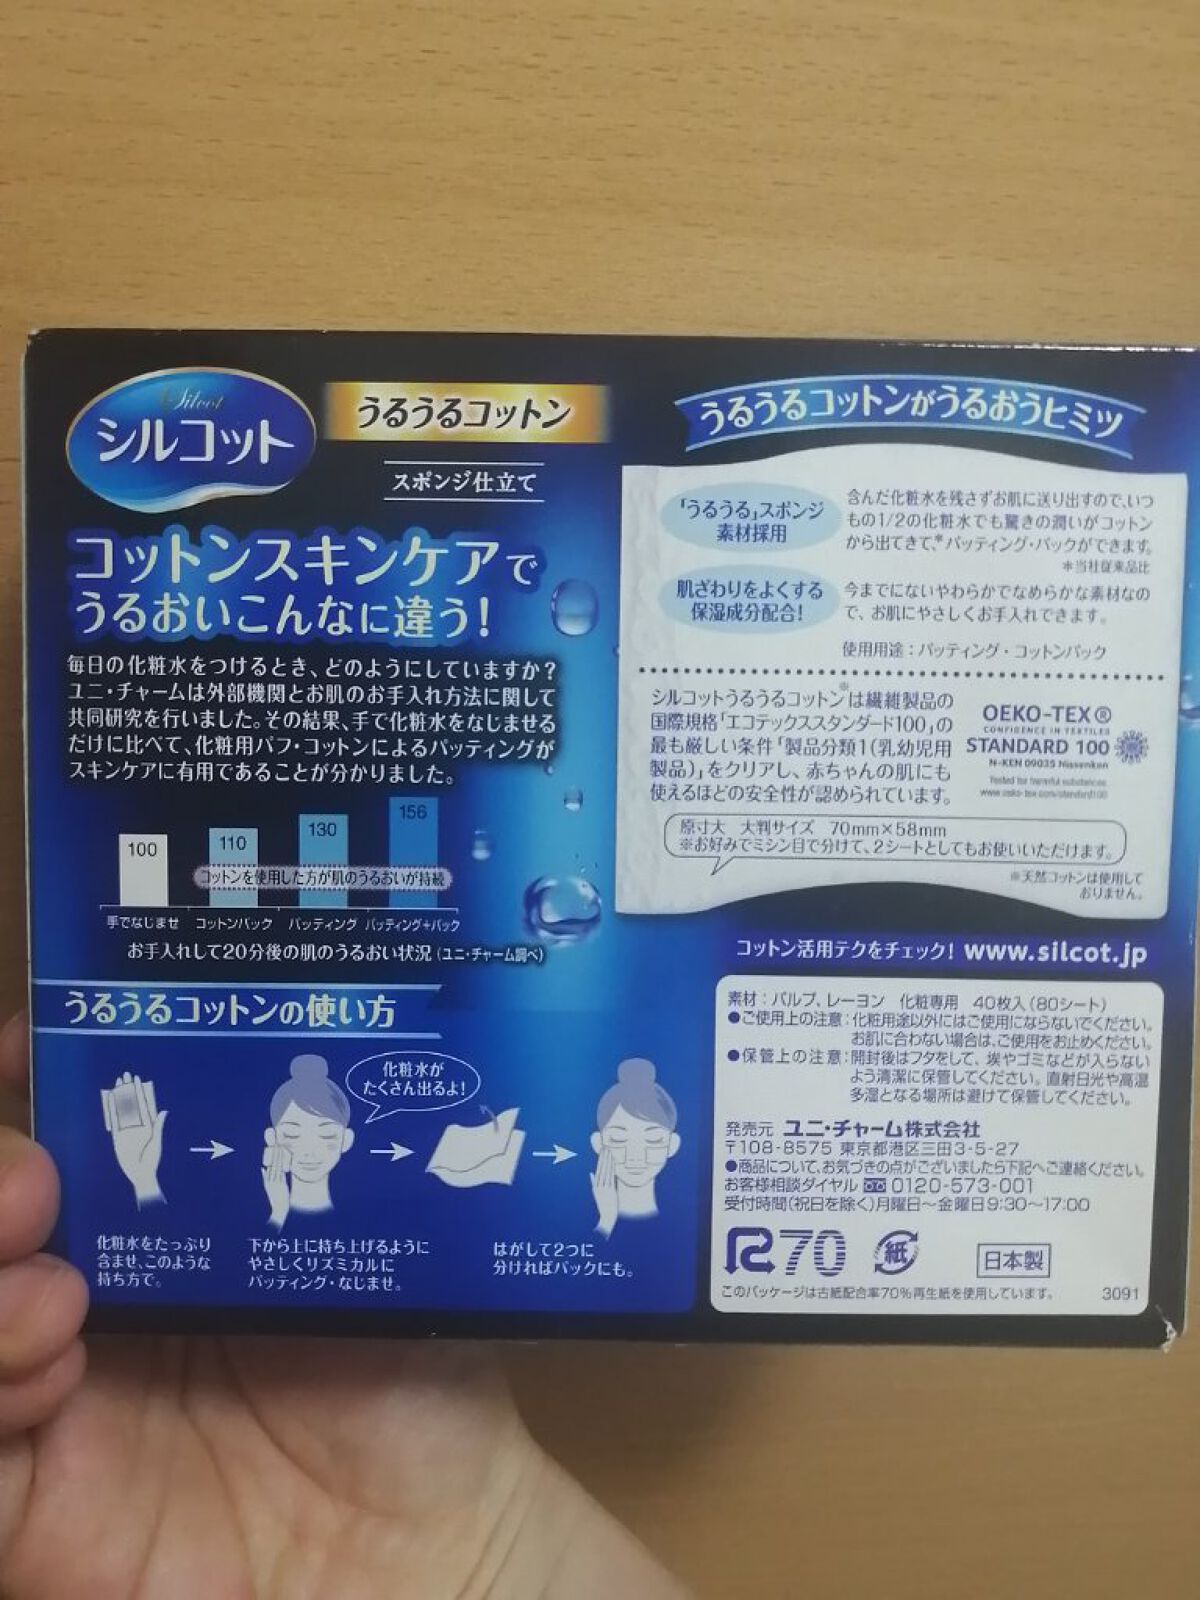 Silcot
シルコット
うるうるコットン
スポンジ仕立て
コットンスキンケアで
うるおいこんなに違う!
毎日の化粧水をつけるとき、どのようにしていますか?
ユニ・チャームは外部機関とお肌のお手入れ方法に関して
共同研究を行いました。その結果、手で化粧水をなじませる
だけに比べて、化粧用パフ・コットンによるパッティングが
スキンケアに有用であることが分かりました。
100
110
130
156
コットンを使用した方が肌のうるおいが持続
手でなじませ
コットンパック
パッティング
パッティング+パック
お手入れして20分後の肌のうるおい状況(ユニ・チャーム調べ)
うるうるコットンの使い方
化粧水が
たくさん出るよ!
化粧水をたっぷり
含ませ、このような
持ち方で。
下から上に持ち上げるように
やさしくリズミカルに
パッティング・なじませ。
はがして2つに
分ければパックにも。
うるうるコットンがうるおうヒミツ
「うるうる」スポンジ
素材採用
含んだ化粧水を残さずお肌に送り出すので、いつ
もの1/2の化粧水でも驚きの潤いがコットン
から出てきて、*パッティング・パックができます。
*当社従来品比
肌ざわりをよくする
保湿成分配合!
今までにないやわらかでなめらかな素材なの
で、お肌にやさしくお手入れできます。
使用用途:パッティング・コットンパック
シルコットうるうるコットン※は繊維製品の
国際規格「エコテックススタンダード100」の
最も厳しい条件「製品分類1(乳幼児用
製品)」をクリアし、赤ちゃんの肌にも
使えるほどの安全性が認められています。
OEKO-TEX®
CONFIDENCE IN TEXTILES
STANDARD 100
N-KEN 09035 Nissenken
Tested for harmful substances.
www.oeko-tex.com/standard100
原寸大 大判サイズ 70mm×58mm
※お好みでミシン目で分けて、2シートとしてもお使いいただけます。
※天然コットンは使用して
おりません。
コットン活用テクをチェック! www.silcot.jp
素材:パルプ、レーヨン 化粧専用 40枚入(80シート)
●ご使用上の注意:化粧用途以外にはご使用にならないでください。
お肌に合わない場合は、ご使用をお止めください。
●保管上の注意:開封後はフタをして、埃やゴミなどが入らない
よう清潔に保管してください。直射日光や高温
多湿となる場所は避けて保管してください。
発売元 ユニ・チャーム株式会社
〒108-8575 東京都港区三田3-5-27
●商品について、お気づきの点がございましたら下記へご連絡ください。
お客様相談ダイヤル 0120-573-001
受付時間(祝日を除く)月曜日～金曜日9:30～17:00
R70
紙
日本製
このパッケージは古紙配合率70%再生紙を使用しています。
3091